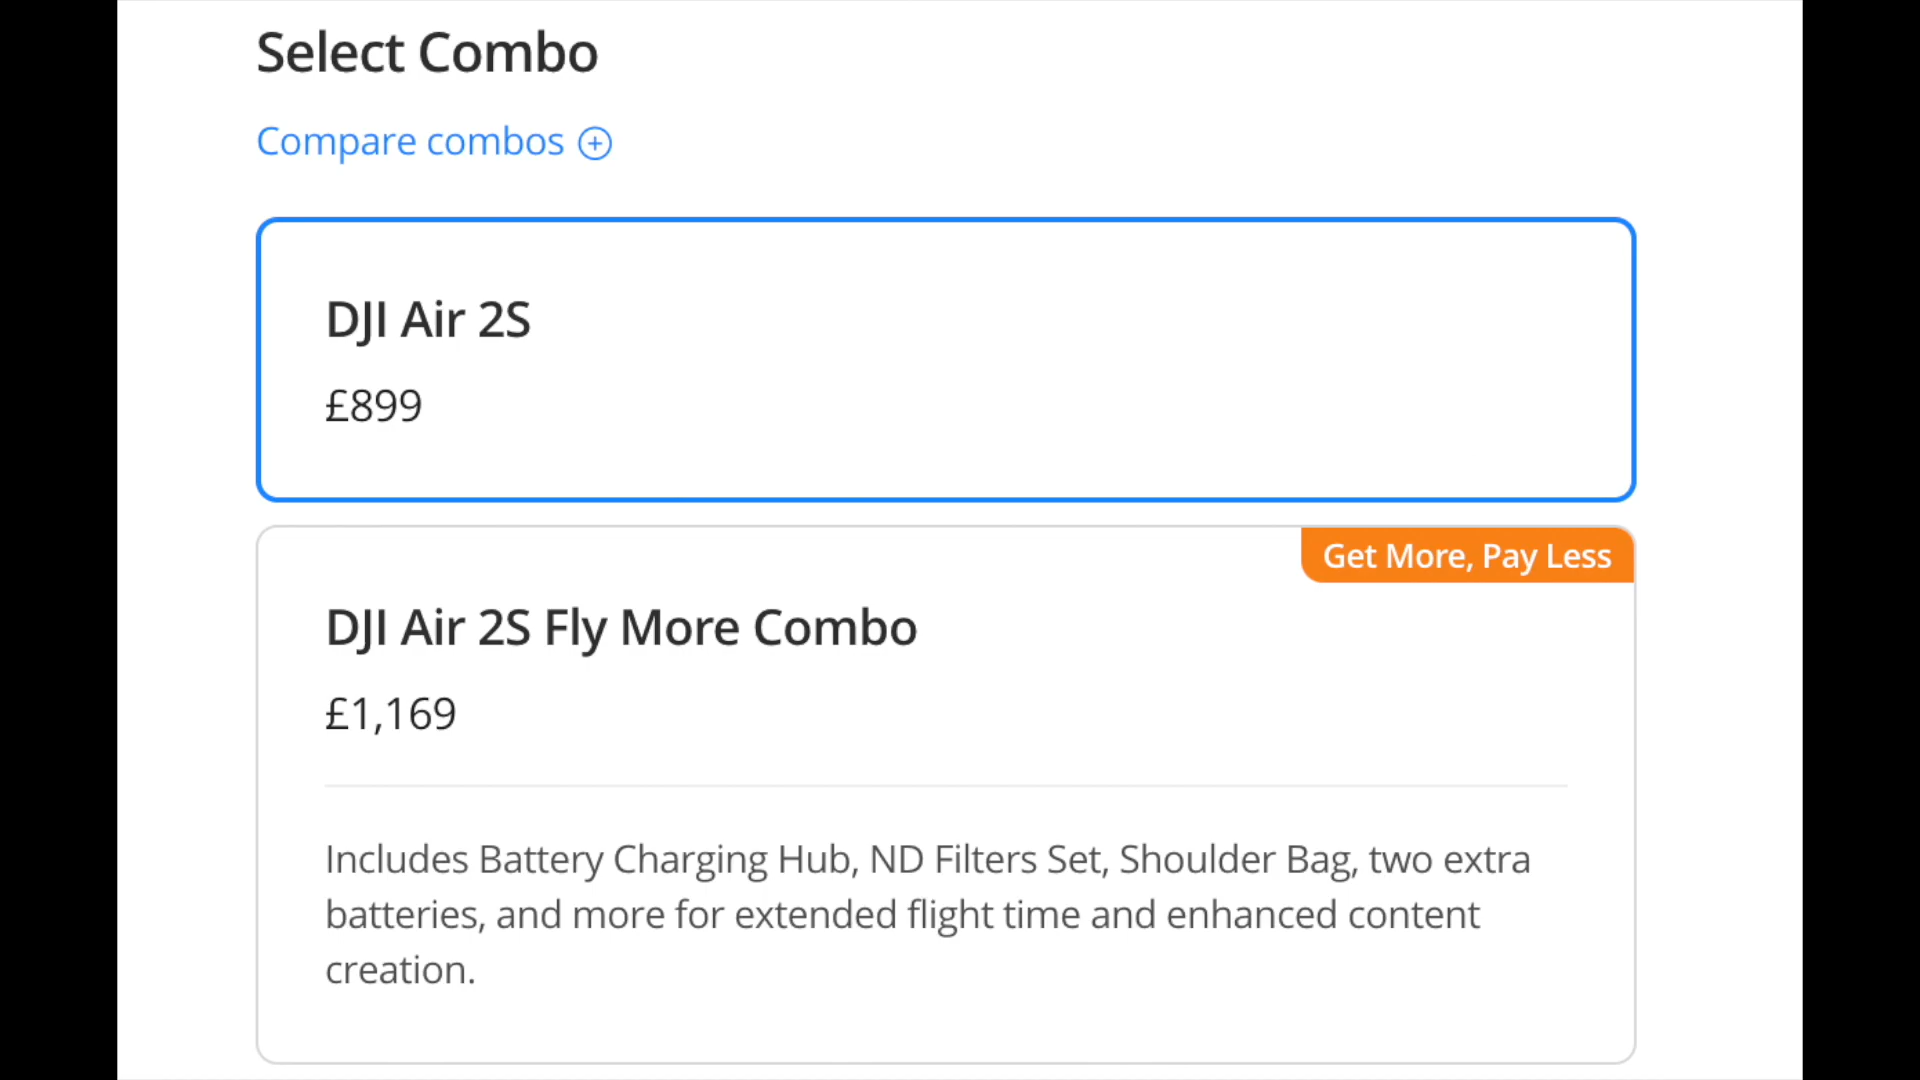 Select Combo
Compare combos
DJI Air 2S
£899
Get More, Pay Less
DJI Air 2S Fly More Combo
£1,169
Includes Battery Charging Hub, ND Filters Set, Shoulder Bag, two extra
batteries, and more for extended flight time and enhanced content
creation.